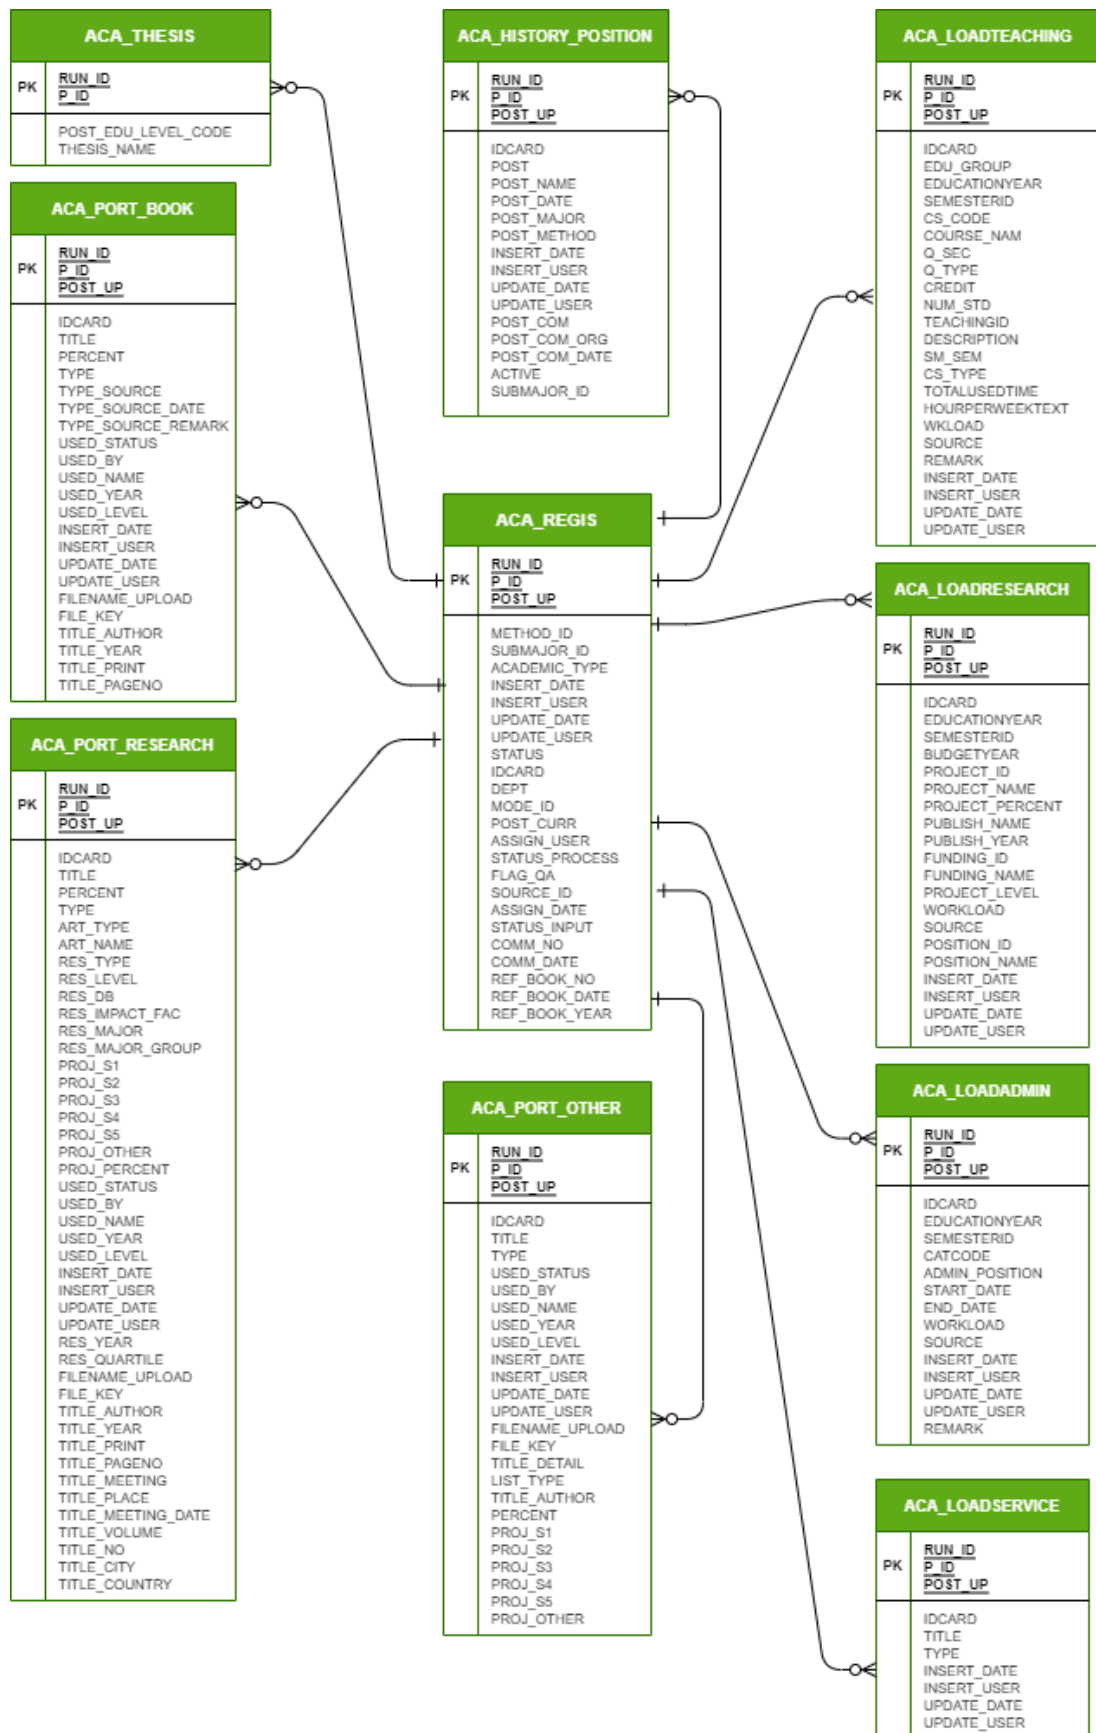 ACA_THESIS
PK
RUN_ID
P_ID
POST_EDU_LEVEL_CODE
THESIS_NAME
ACA_PORT_BOOK
PK
RUN_ID
P_ID
POST_UP
IDCARD
TITLE
PERCENT
TYPE
TYPE_SOURCE
TYPE_SOURCE_DATE
TYPE_SOURCE_REMARK
USED_STATUS
USED_BY
USED_NAME
USED_YEAR
USED_LEVEL
INSERT_DATE
INSERT_USER
UPDATE_DATE
UPDATE_USER
FILENAME_UPLOAD
FILE_KEY
TITLE_AUTHOR
TITLE_YEAR
TITLE_PRINT
TITLE_PAGENO
ACA_PORT_RESEARCH
PK
RUN_ID
P_ID
POST_UP
IDCARD
TITLE
PERCENT
TYPE
ART_TYPE
ART_NAME
RES_TYPE
RES_LEVEL
RES_DB
RES_IMPACT_FAC
RES_MAJOR
RES_MAJOR_GROUP
PROJ_S1
PROJ_S2
PROJ_S3
PROJ_S4
PROJ_S5
PROJ_OTHER
PROJ_PERCENT
USED_STATUS
USED_BY
USED_NAME
USED_YEAR
USED_LEVEL
INSERT_DATE
INSERT_USER
UPDATE_DATE
UPDATE_USER
RES_YEAR
RES_QUARTILE
FILENAME_UPLOAD
FILE_KEY
TITLE_AUTHOR
TITLE_YEAR
TITLE_PRINT
TITLE_PAGENO
TITLE_MEETING
TITLE_PLACE
TITLE_MEETING_DATE
TITLE_VOLUME
TITLE_NO
TITLE_CITY
TITLE_COUNTRY
ACA_HISTORY_POSITION
PK
RUN_ID
P_ID
POST_UP
IDCARD
POST
POST_NAME
POST_DATE
POST_MAJOR
POST_METHOD
INSERT_DATE
INSERT_USER
UPDATE_DATE
UPDATE_USER
POST_COM
POST_COM_ORG
POST_COM_DATE
ACTIVE
SUBMAJOR_ID
ACA_REGIS
PK
RUN_ID
P_ID
POST_UP
METHOD_ID
SUBMAJOR_ID
ACADEMIC_TYPE
INSERT_DATE
INSERT_USER
UPDATE_DATE
UPDATE_USER
STATUS
IDCARD
DEPT
MODE_ID
POST_CURR
ASSIGN_USER
STATUS_PROCESS
FLAG_QA
SOURCE_ID
ASSIGN_DATE
STATUS_INPUT
COMM_NO
COMM_DATE
REF_BOOK_NO
REF_BOOK_DATE
REF_BOOK_YEAR
ACA_PORT_OTHER
PK
RUN_ID
P_ID
POST_UP
IDCARD
TITLE
TYPE
USED_STATUS
USED_BY
USED_NAME
USED_YEAR
USED_LEVEL
INSERT_DATE
INSERT_USER
UPDATE_DATE
UPDATE_USER
FILENAME_UPLOAD
FILE_KEY
TITLE_DETAIL
LIST_TYPE
TITLE_AUTHOR
PERCENT
PROJ_S1
PROJ_S2
PROJ_S3
PROJ_S4
PROJ_S5
PROJ_OTHER
ACA_LOADTEACHING
PK
RUN_ID
P_ID
POST_UP
IDCARD
EDU_GROUP
EDUCATIONYEAR
SEMESTERID
CS_CODE
COURSE_NAM
Q_SEC
Q_TYPE
CREDIT
NUM_STD
TEACHINGID
DESCRIPTION
SM_SEM
CS_TYPE
TOTALUSEDTIME
HOURPERWEEKTEXT
WKLOAD
SOURCE
REMARK
INSERT_DATE
INSERT_USER
UPDATE_DATE
UPDATE_USER
ACA_LOADRESEARCH
PK
RUN_ID
P_ID
POST_UP
IDCARD
EDUCATIONYEAR
SEMESTERID
BUDGETYEAR
PROJECT_ID
PROJECT_NAME
PROJECT_PERCENT
PUBLISH_NAME
PUBLISH_YEAR
FUNDING_ID
FUNDING_NAME
PROJECT_LEVEL
WORKLOAD
SOURCE
POSITION_ID
POSITION_NAME
INSERT_DATE
INSERT_USER
UPDATE_DATE
UPDATE_USER
ACA_LOADADMIN
PK
RUN_ID
P_ID
POST_UP
IDCARD
EDUCATIONYEAR
SEMESTERID
CATCODE
ADMIN_POSITION
START_DATE
END_DATE
WORKLOAD
SOURCE
INSERT_DATE
INSERT_USER
UPDATE_DATE
UPDATE_USER
REMARK
ACA_LOADSERVICE
PK
RUN_ID
P_ID
POST_UP
IDCARD
TITLE
TYPE
INSERT_DATE
INSERT_USER
UPDATE_DATE
UPDATE_USER